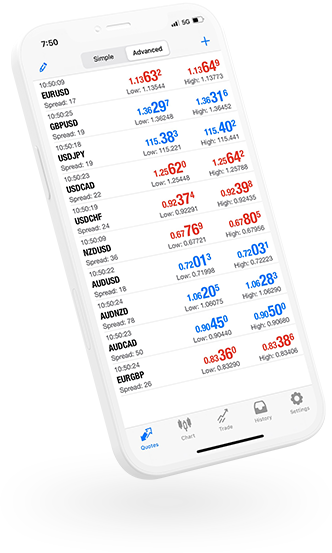 7:50 5G
Simple Advanced +
10:50:09
EURUSD 1.13632 1.13649
Spread: 17 Low: 1.13544 High: 1.13773
10:50:25
GBPUSD 1.36297 1.36316
Spread: 19 Low: 1.36248 High: 1.36452
10:50:18
USDJPY 115.383 115.402
Spread: 19 Low: 115.221 High: 115.441
10:50:23
USDCAD 1.25620 1.25642
Spread: 22 Low: 1.25448 High: 1.25788
10:50:19
USDCHF 0.92374 0.92398
Spread: 24 Low: 0.92291 High: 0.92435
10:50:09
NZDUSD 0.67769 0.67805
Spread: 36 Low: 0.67721 High: 0.67956
10:50:22
AUDUSD 0.72013 0.72031
Spread: 18 Low: 0.71998 High: 0.72223
10:50:24
AUDNZD 1.06205 1.06283
Spread: 78 Low: 1.06075 High: 1.06290
10:50:23
AUDCAD 0.90450 0.90500
Spread: 50 Low: 0.90440 High: 0.90680
10:50:24
EURGBP 0.83360 0.83386
Spread: 26 Low: 0.83290 High: 0.83406
Quotes Chart Trade History Settings